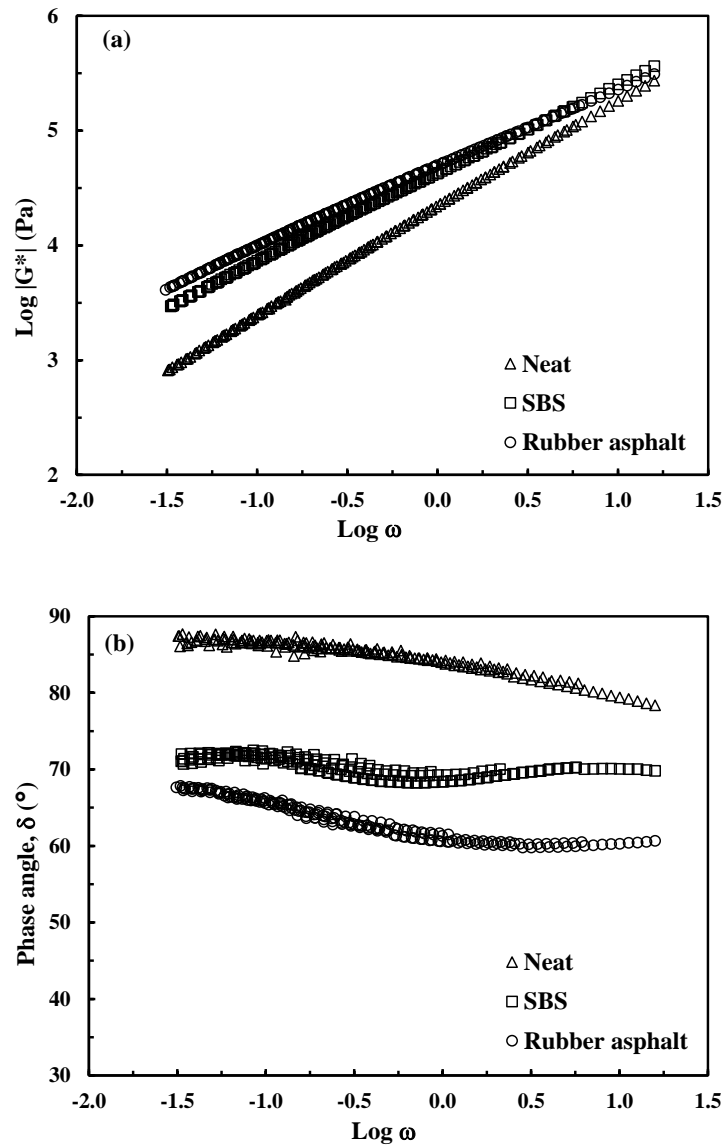 (a)
6
5
4
3
2
Log |G*| (Pa)
-2.0 -1.5 -1.0 -0.5 0.0 0.5 1.0 1.5
Log ω
Neat
SBS
Rubber asphalt
(b)
90
80
70
60
50
40
30
Phase angle, δ (°)
-2.0 -1.5 -1.0 -0.5 0.0 0.5 1.0 1.5
Log ω
Neat
SBS
Rubber asphalt